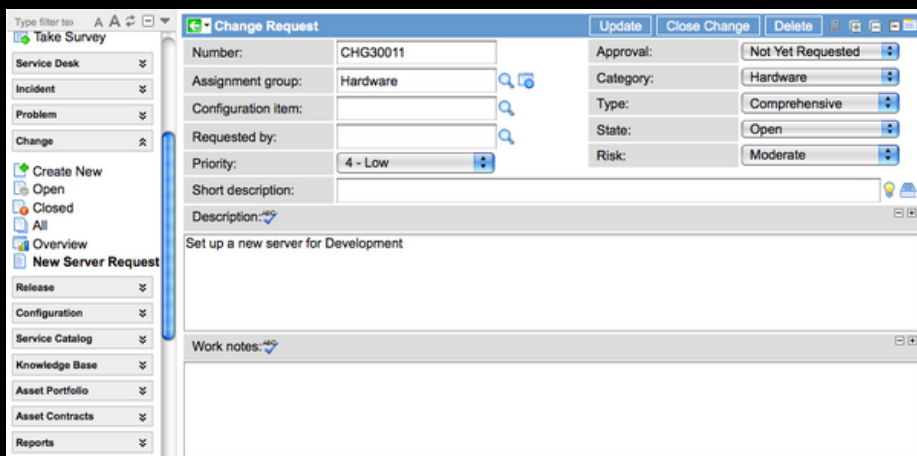 Type filter tex A A
Take Survey
Service Desk
Incident
Problem
Change
Create New
Open
Closed
All
Overview
New Server Request
Release
Configuration
Service Catalog
Knowledge Base
Asset Portfolio
Asset Contracts
Reports
Change Request
Update
Close Change
Delete
Number: CHG30011
Assignment group: Hardware
Configuration item:
Requested by:
Priority: 4 - Low
Approval: Not Yet Requested
Category: Hardware
Type: Comprehensive
State: Open
Risk: Moderate
Short description:
Description:
Set up a new server for Development
Work notes: